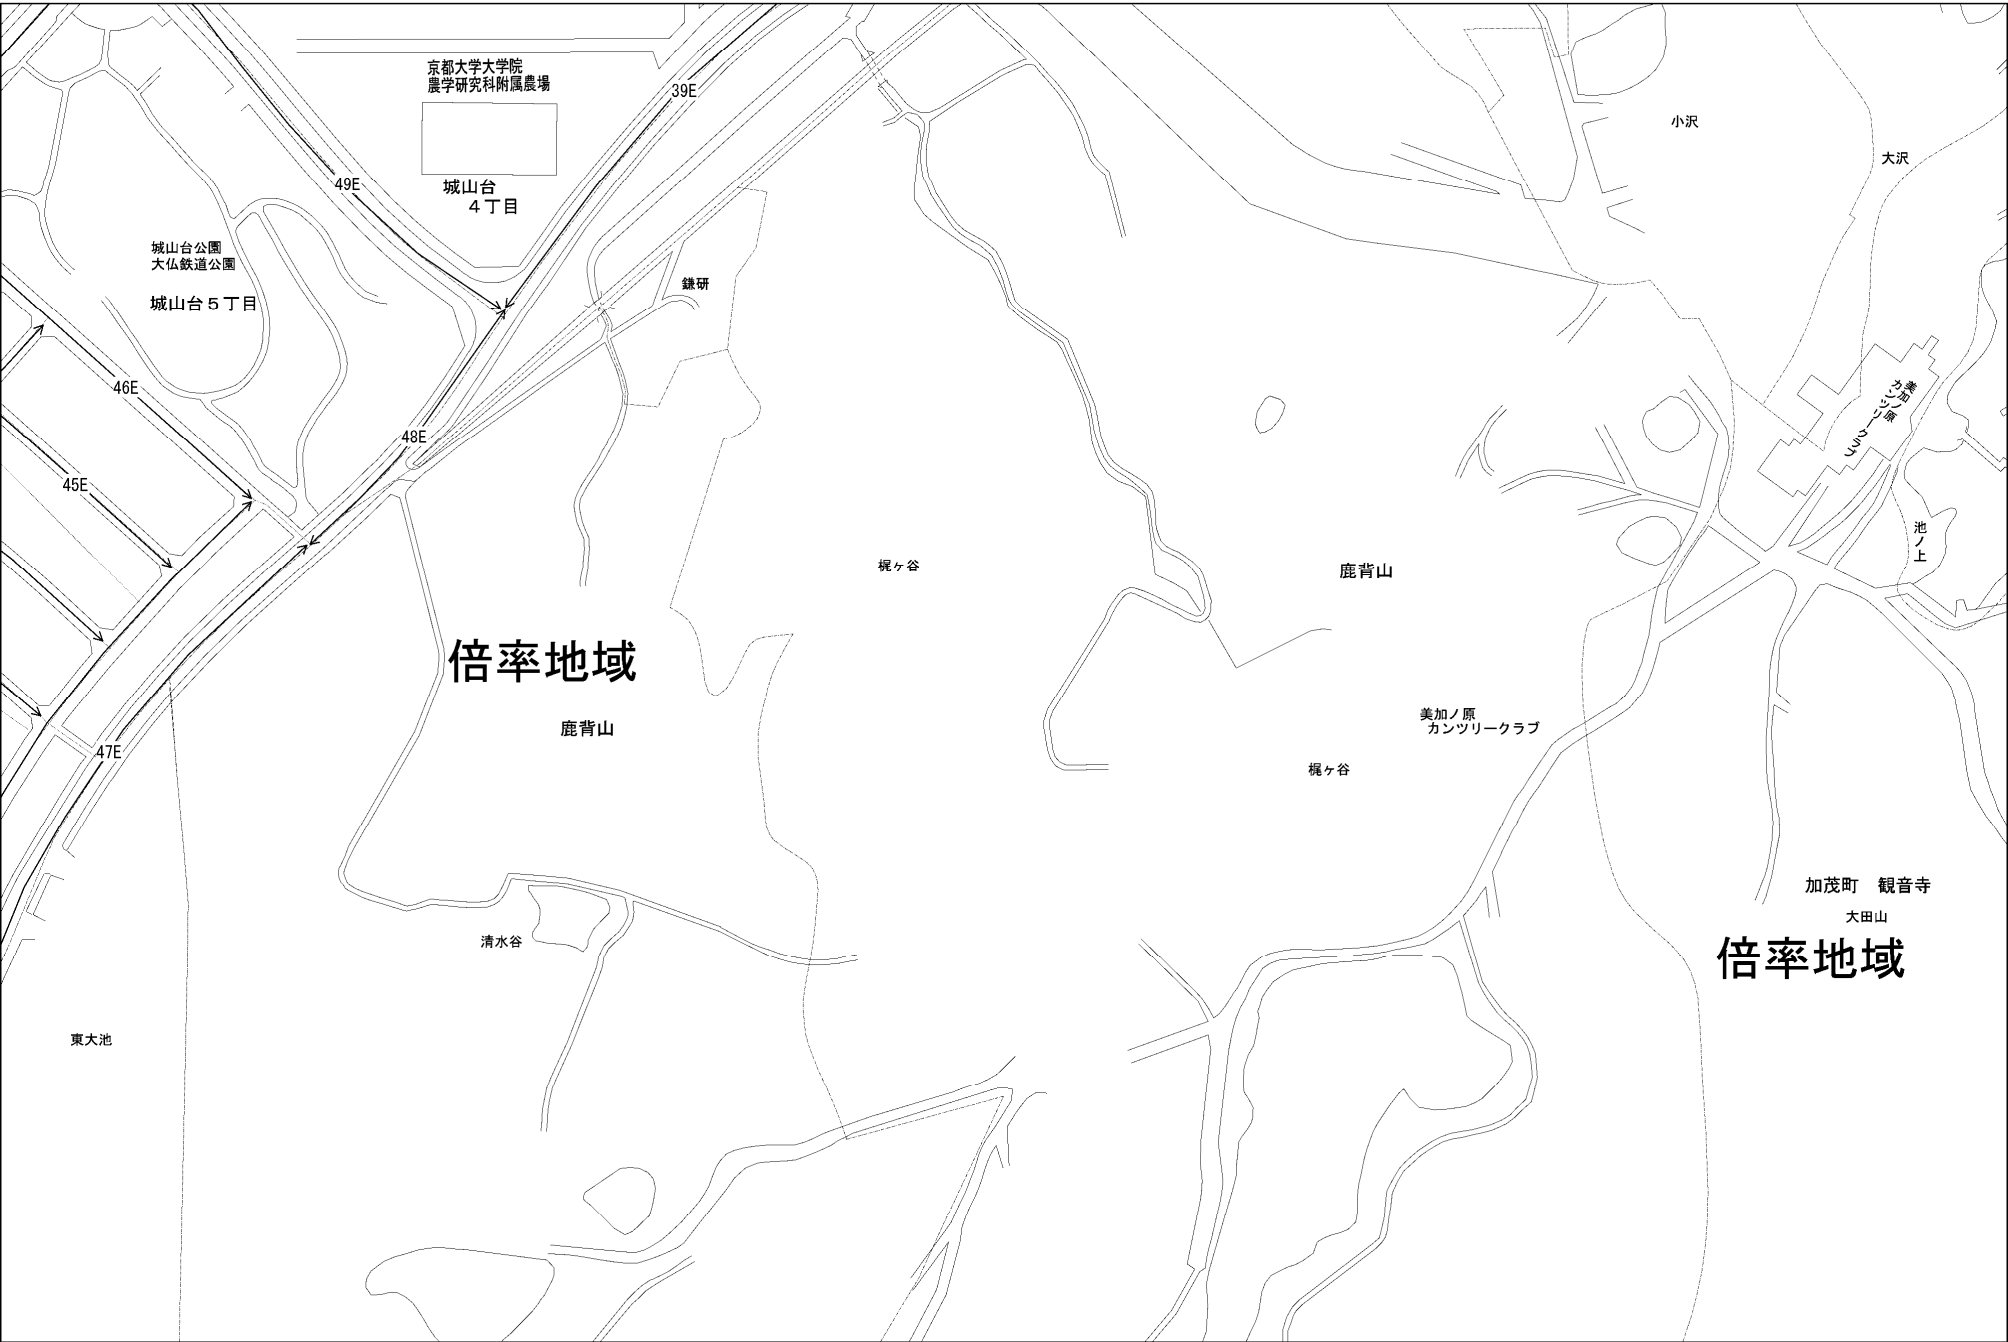 京都大学大学院
農学研究科附属農場
39E
小沢
大沢
49E
城山台
４丁目
城山台公園
大仏鉄道公園
城山台５丁目
鎌研
46E
48E
45E
美加ノ原
カンツリークラブ
池ノ上
梶ヶ谷
鹿背山
倍率地域
鹿背山
47E
美加ノ原
カンツリークラブ
梶ヶ谷
加茂町　観音寺
大田山
倍率地域
清水谷
東大池